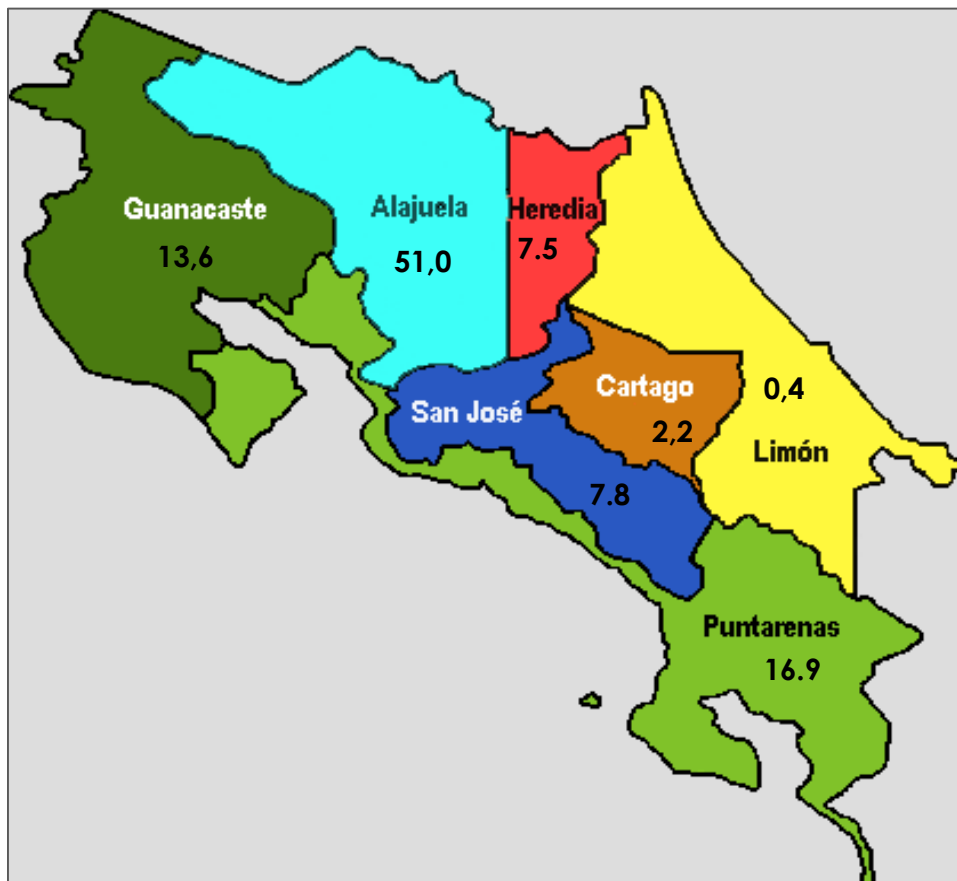 Guanacaste
13,6
Alajuela
51,0
Heredia
7.5
San José
7.8
Cartago
2,2
0,4
Limón
Puntarenas
16.9